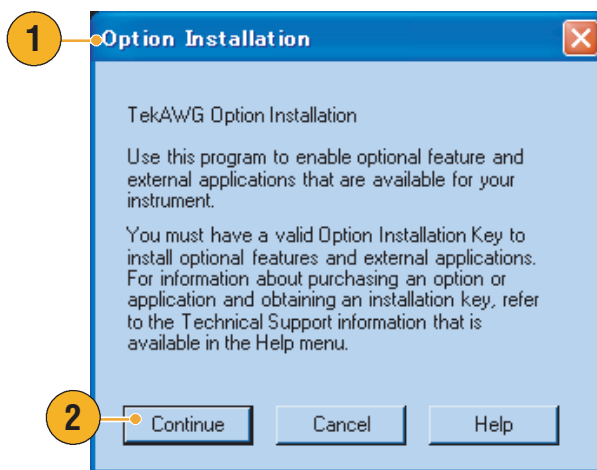 1
Option Installation
TekAWG Option Installation
Use this program to enable optional feature and
external applications that are available for your
instrument.
You must have a valid Option Installation Key to
install optional features and external applications.
For information about purchasing an option or
application and obtaining an installation key, refer
to the Technical Support information that is
available in the Help menu.
2
Continue
Cancel
Help